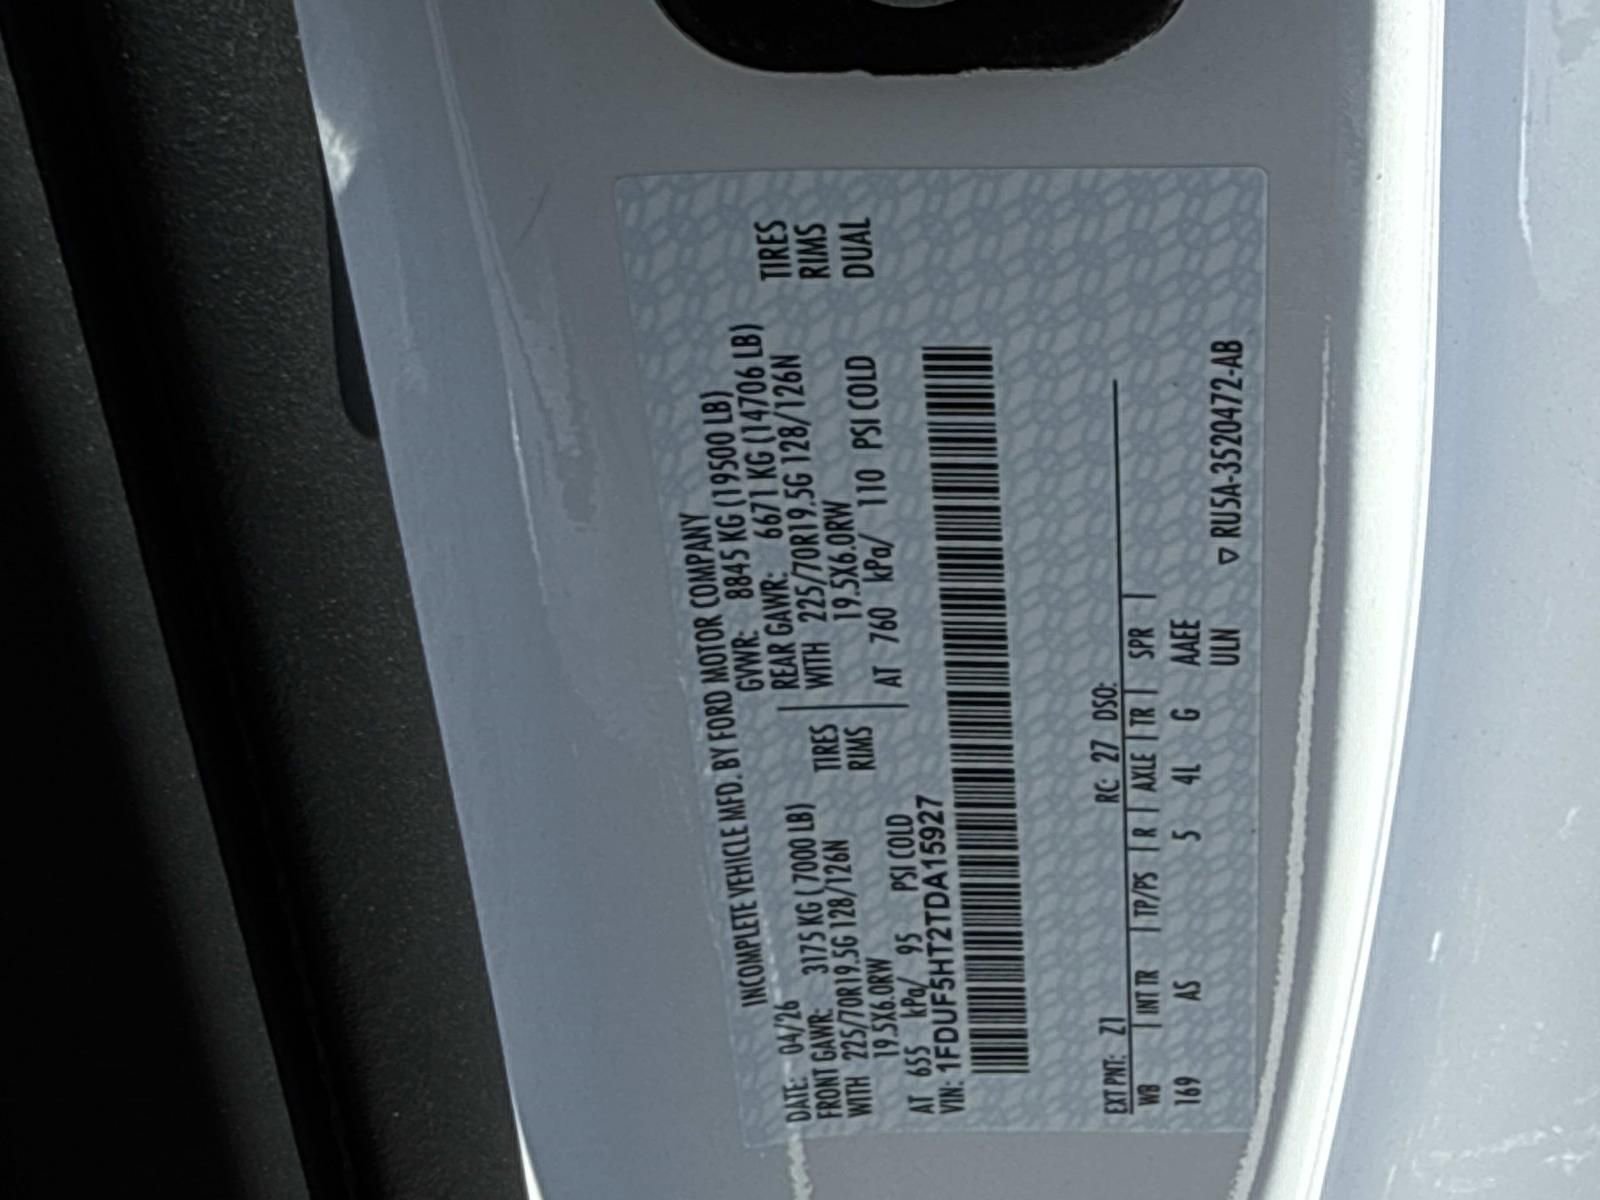 INCOMPLETE VEHICLE MFD. BY FORD MOTOR COMPANY
DATE: 04/26 GVWR: 8845 KG (19500 LB)
FRONT GAWR: 3175 KG (7000 LB) REAR GAWR: 6671 KG (14706 LB)
WITH 225/70R19.5G 128/126N TIRES WITH 225/70R19.5G 128/126N TIRES
19.5X6.0RW RIMS 19.5X6.0RW RIMS
AT 655 kPa/ 95 PSI COLD AT 760 kPa/ 110 PSI COLD DUAL
VIN: 1FDUF5HT2TDA15927
EXT PNT: Z1 RC: 27 DSO:
WB | INT TR | TP/PS | R | AXLE | TR | SPR |
169 AS 5 4L G AAEE
ULN
▽ RU5A-3520472-AB